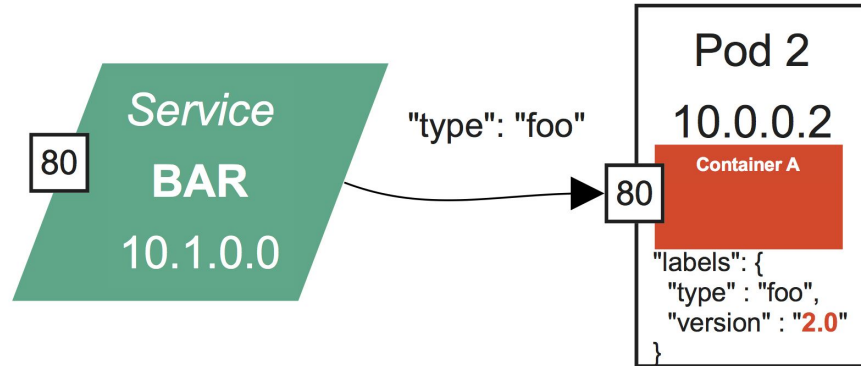 Service
BAR
10.1.0.0
80
"type": "foo"
Pod 2
10.0.0.2
Container A
80
"labels": {
"type" : "foo",
"version" : "2.0"
}